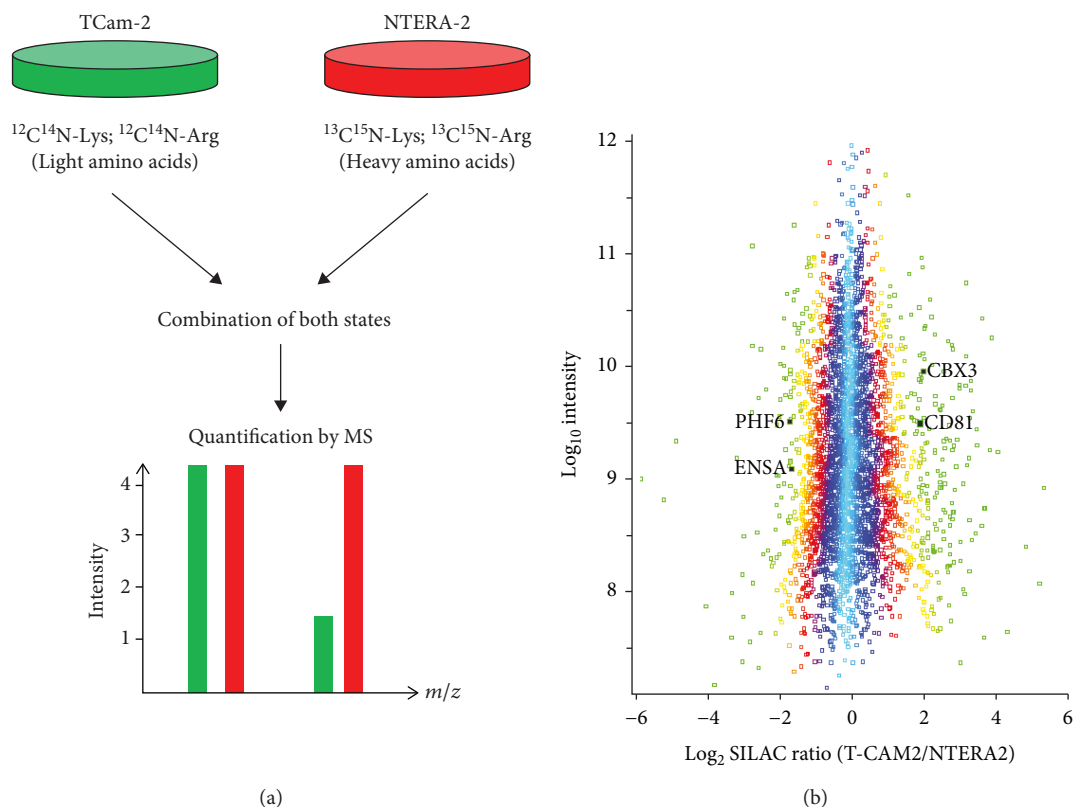 TCam-2
NTERA-2
¹²C¹⁴N-Lys; ¹²C¹⁴N-Arg
(Light amino acids)
¹³C¹⁵N-Lys; ¹³C¹⁵N-Arg
(Heavy amino acids)
Combination of both states
Quantification by MS
4
3
2
1
Intensity
m/z
(a)
12
11
10
9
8
Log₁₀ intensity
CBX3
PHF6
CD81
ENSA
−6
−4
−2
0
2
4
6
Log₂ SILAC ratio (T-CAM2/NTERA2)
(b)